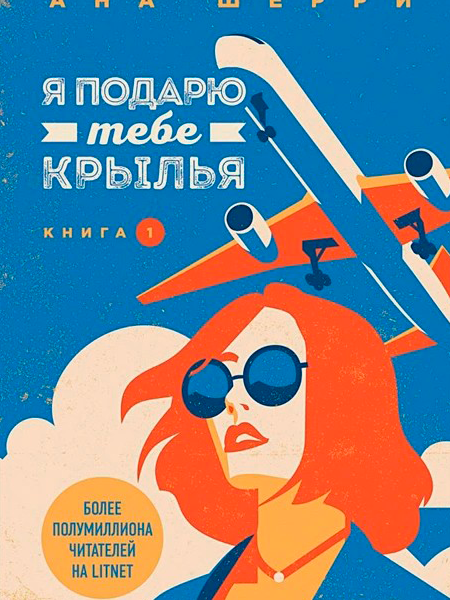 АНА ШЕРРИ
Я ПОДАРЮ
тебе
КРЫЛЬЯ
КНИГА 1
БОЛЕЕ
ПОЛУМИЛЛИОНА
ЧИТАТЕЛЕЙ
НА LITNET